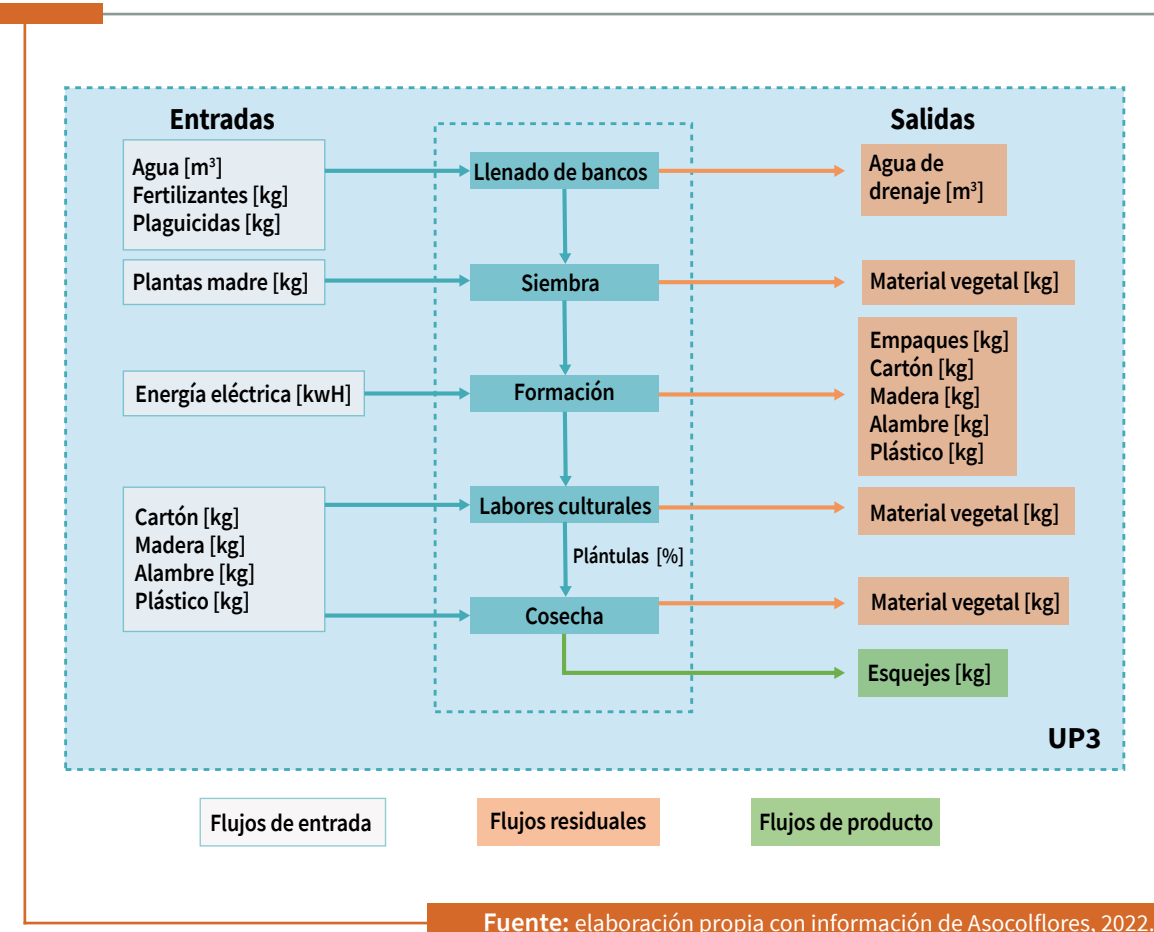 Entradas
Salidas
Agua [m³]
Fertilizantes [kg]
Plaguicidas [kg]
Llenado de bancos
Agua de
drenaje [m³]
Plantas madre [kg]
Siembra
Material vegetal [kg]
Energía eléctrica [kwH]
Formación
Empaques [kg]
Cartón [kg]
Madera [kg]
Alambre [kg]
Plástico [kg]
Cartón [kg]
Madera [kg]
Alambre [kg]
Plástico [kg]
Labores culturales
Material vegetal [kg]
Plántulas [%]
Cosecha
Material vegetal [kg]
Esquejes [kg]
UP3
Flujos de entrada
Flujos residuales
Flujos de producto
Fuente: elaboración propia con información de Asocolflores, 2022.